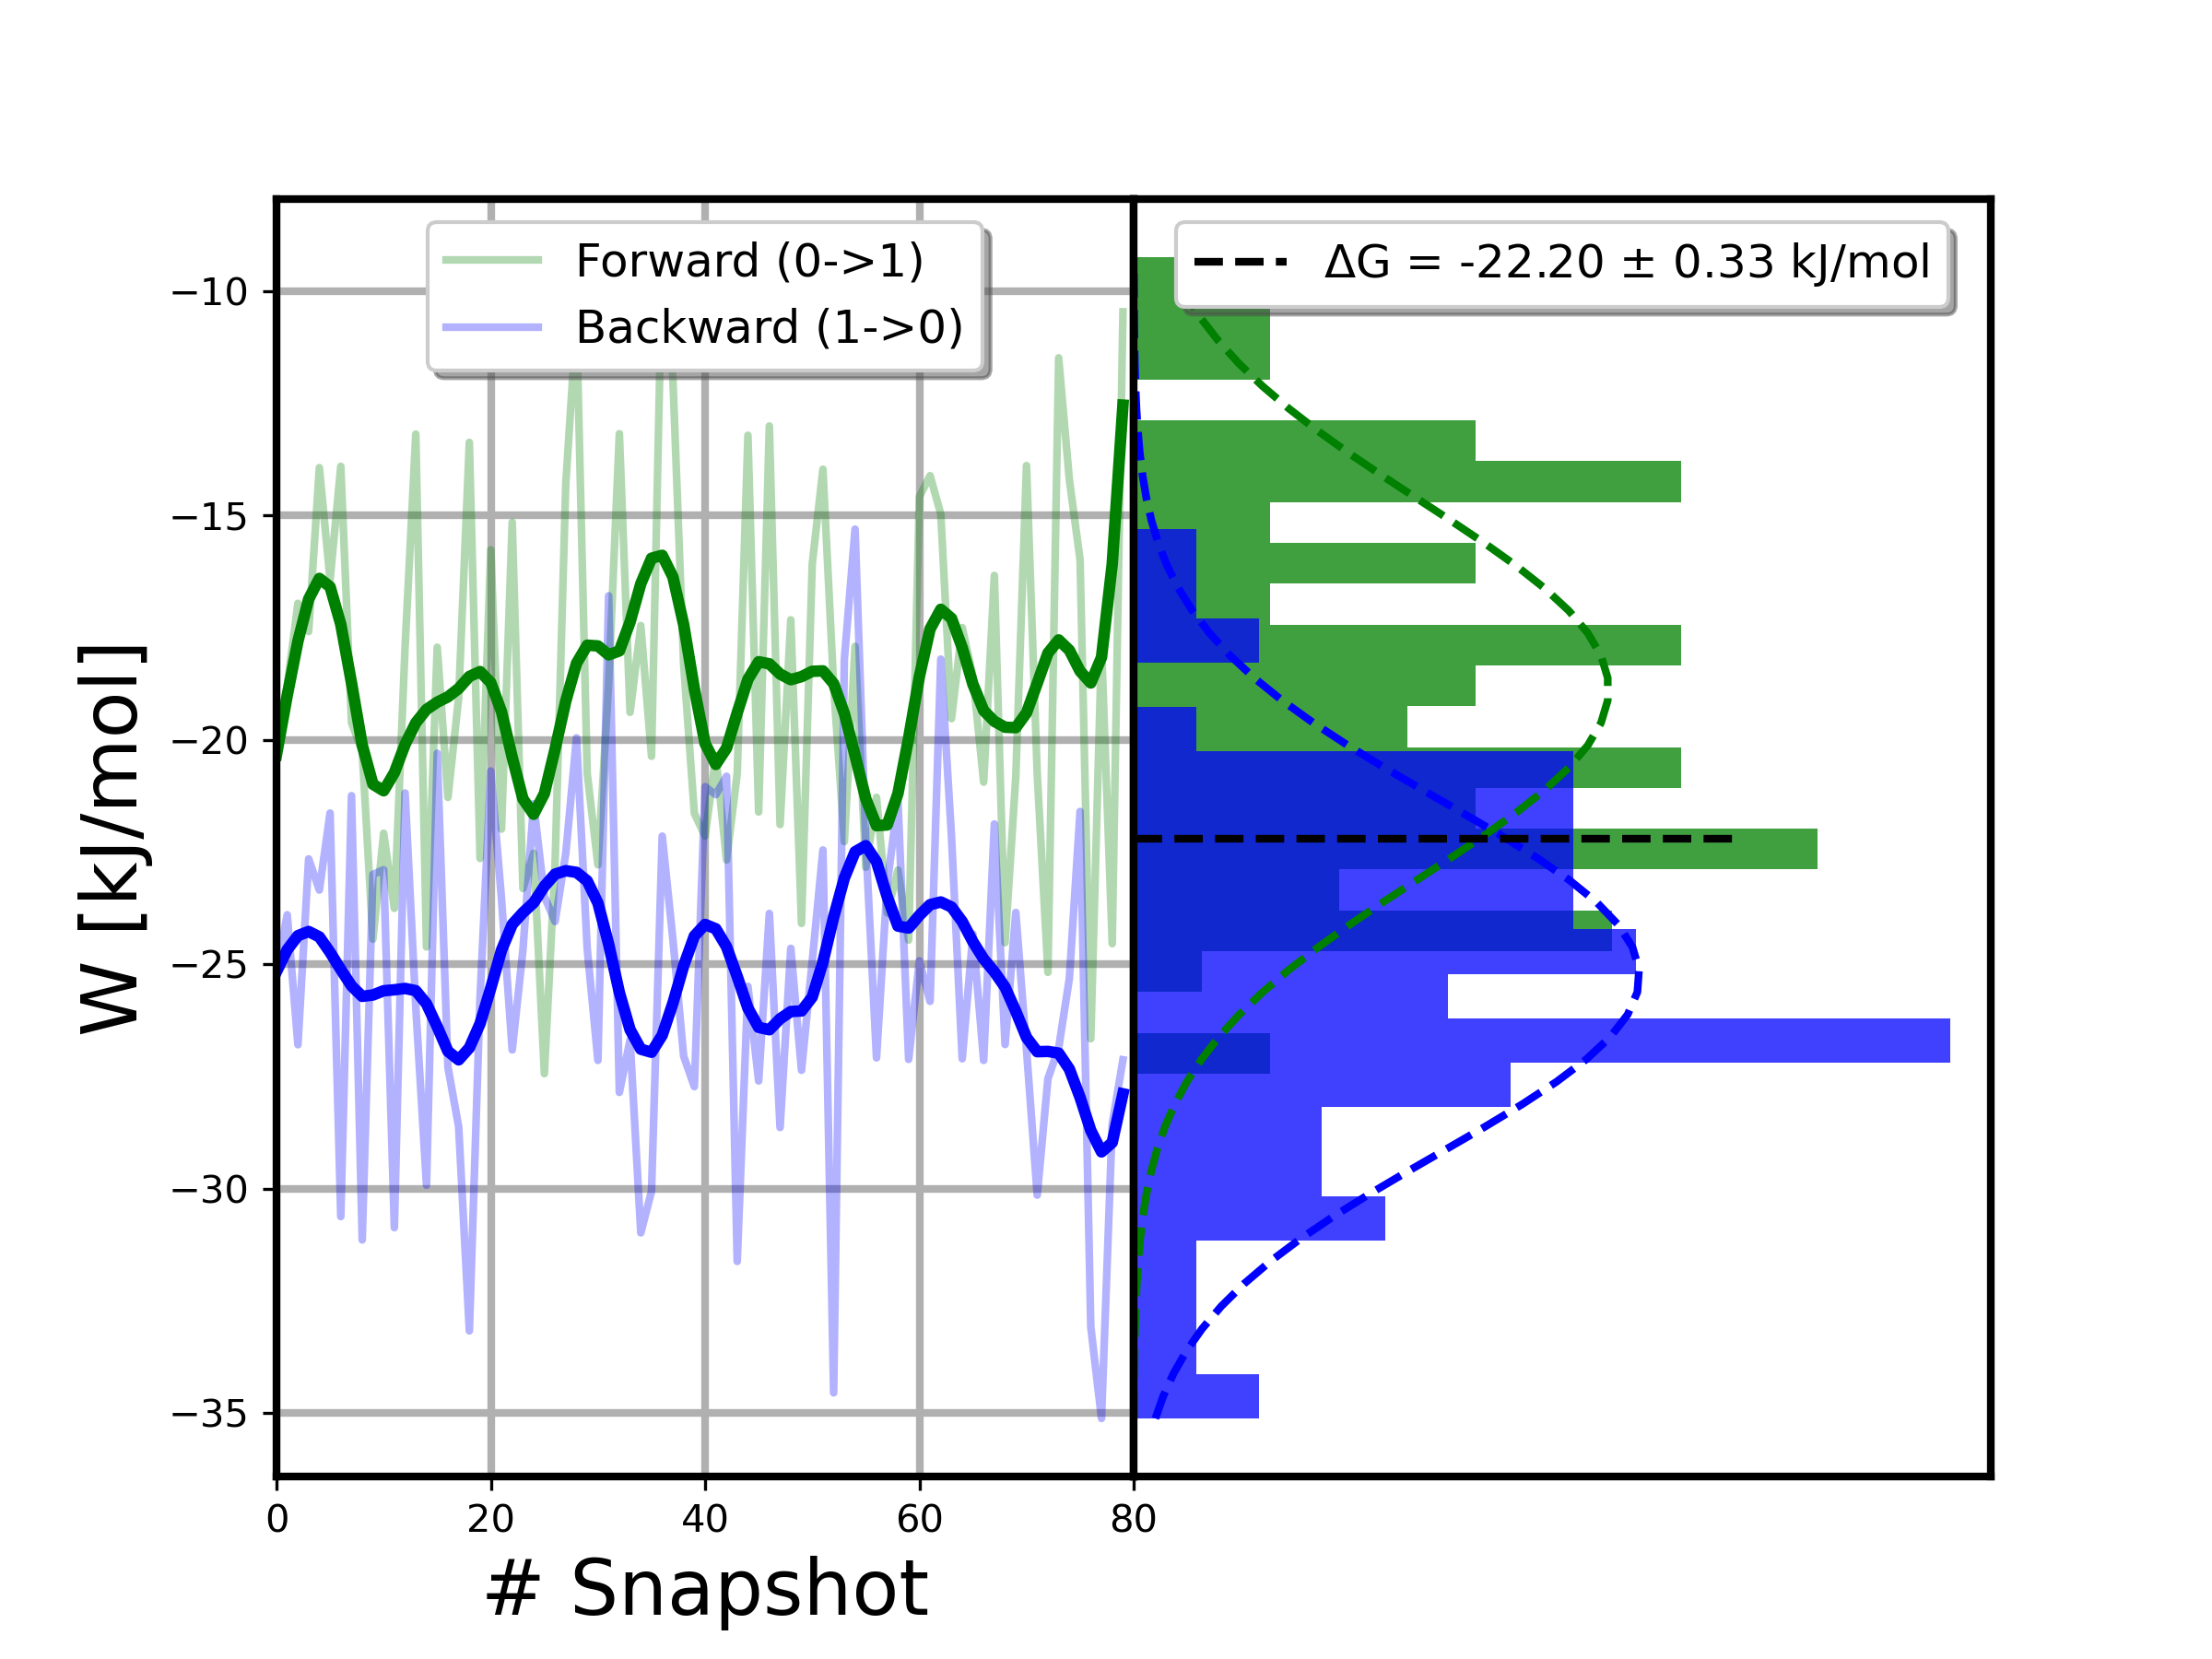 Forward (0->1)
Backward (1->0)
ΔG = -22.20 ± 0.33 kJ/mol
W [kJ/mol]
−10
−15
−20
−25
−30
−35
0 20 40 60 80
# Snapshot